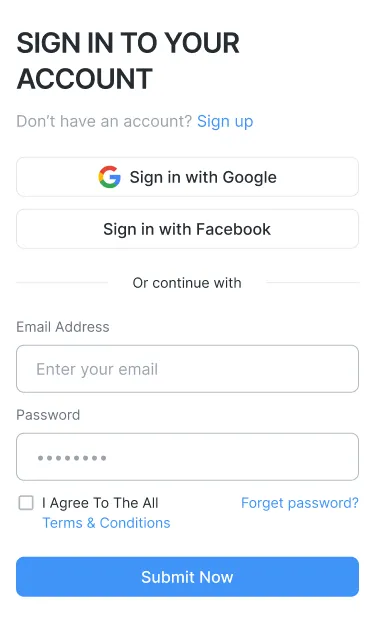 SIGN IN TO YOUR
ACCOUNT
Don’t have an account? Sign up
Sign in with Google
Sign in with Facebook
Or continue with
Email Address
Enter your email
Password
I Agree To The All
Terms & Conditions
Forget password?
Submit Now